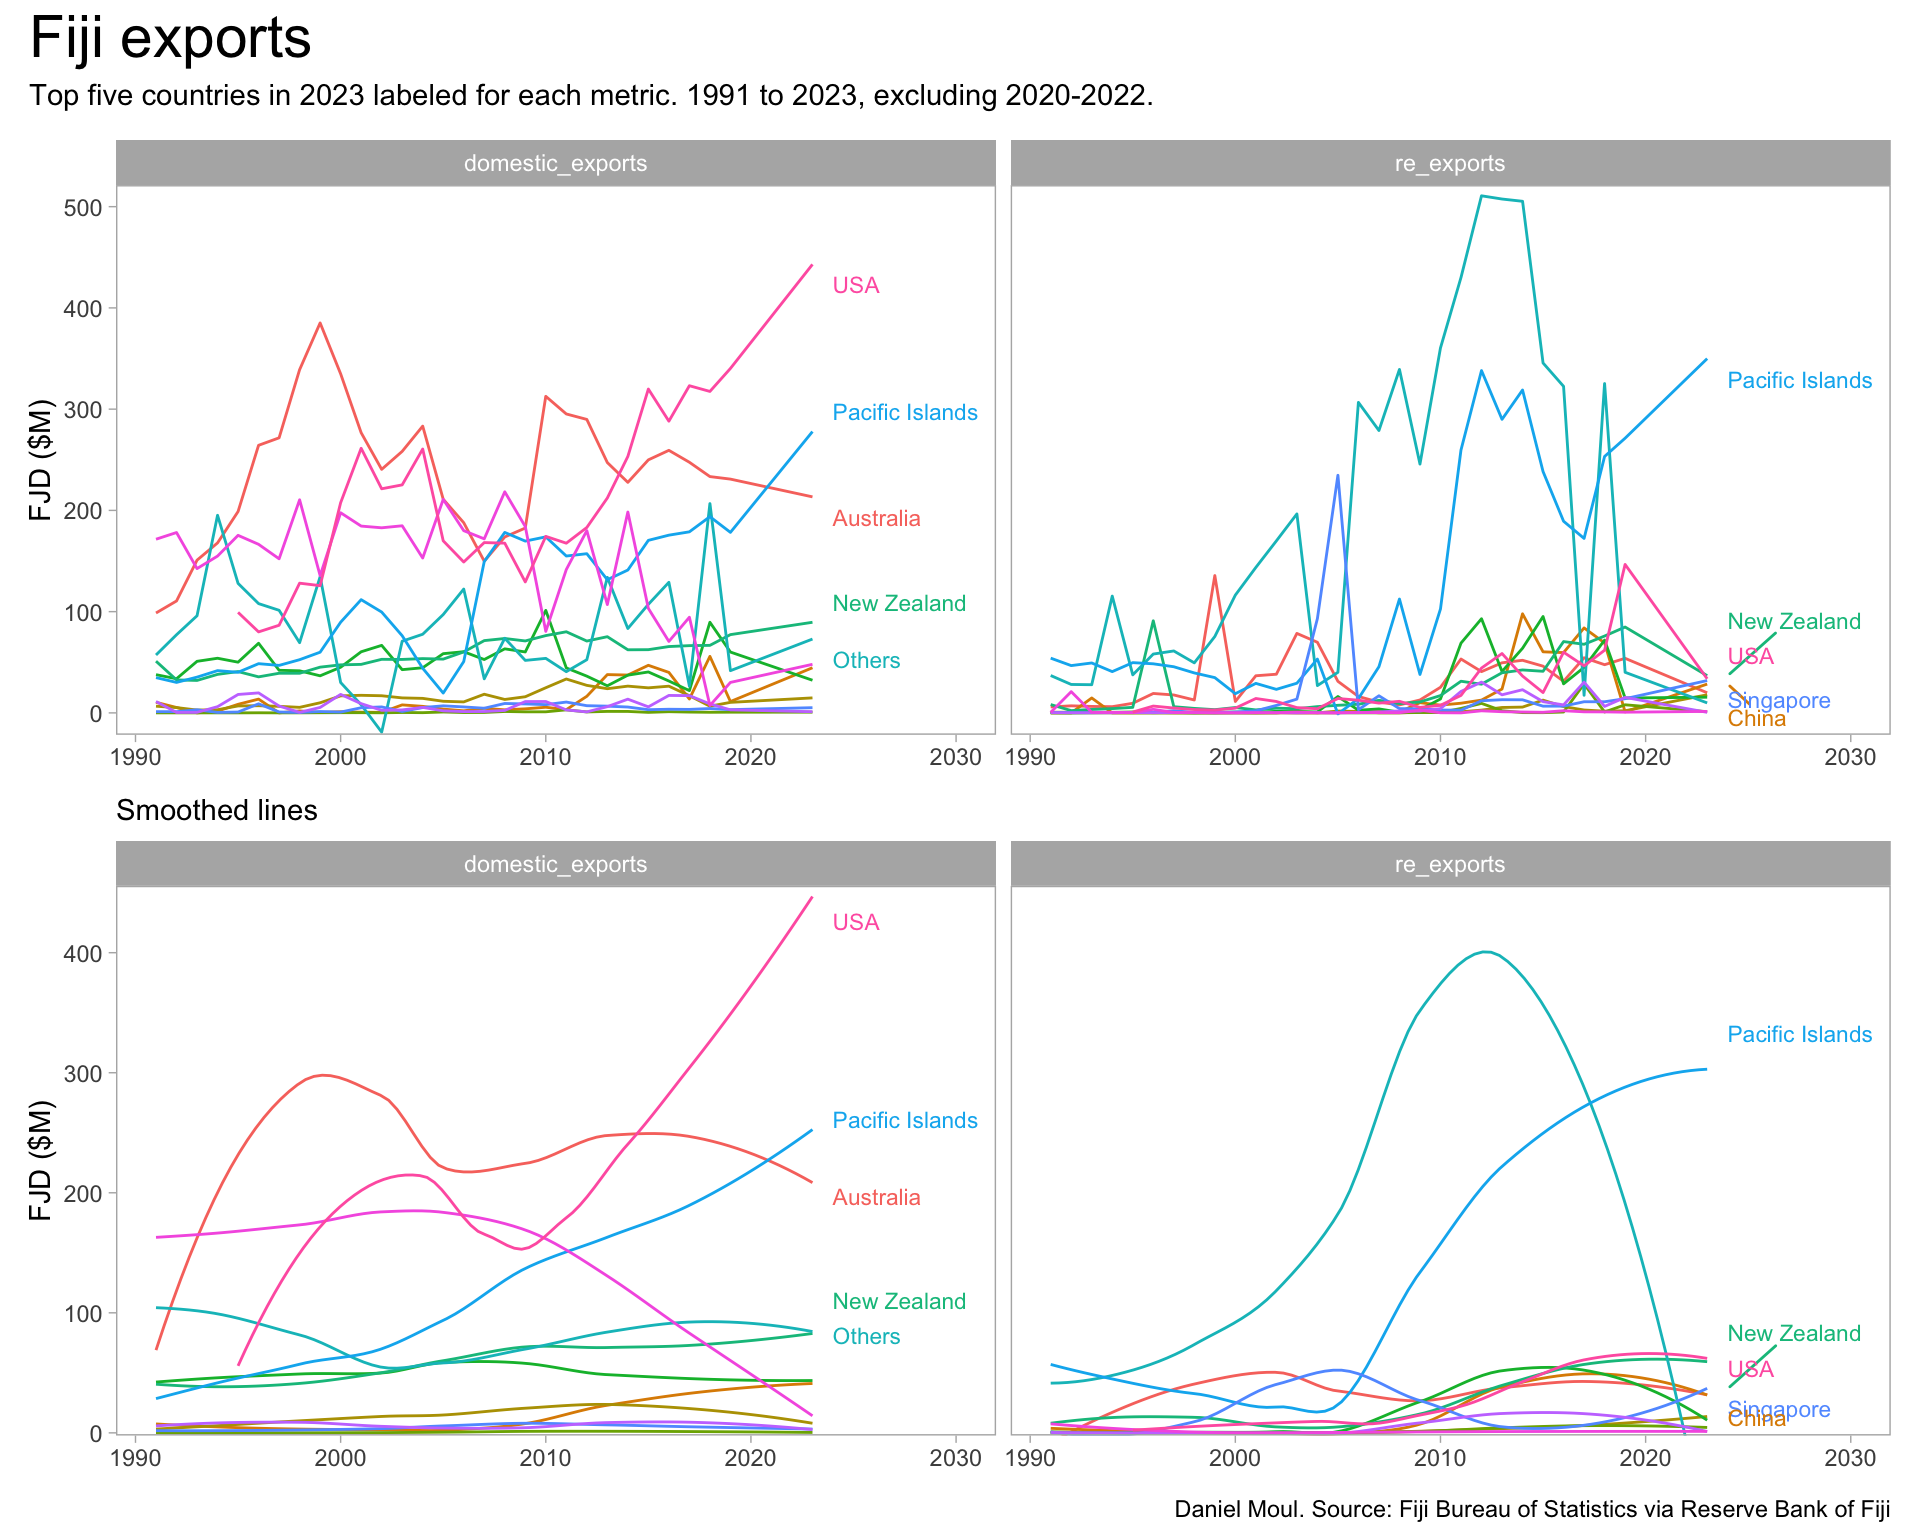 Fiji exports
Top five countries in 2023 labeled for each metric. 1991 to 2023, excluding 2020-2022.
domestic_exports
re_exports
FJD ($M)
500
400
300
200
100
0
USA
Pacific Islands
Australia
New Zealand
Others
Pacific Islands
New Zealand
USA
Singapore
China
1990
2000
2010
2020
2030
1990
2000
2010
2020
2030
Smoothed lines
domestic_exports
re_exports
FJD ($M)
400
300
200
100
0
USA
Pacific Islands
Australia
New Zealand
Others
Pacific Islands
New Zealand
USA
Singapore
China
1990
2000
2010
2020
2030
1990
2000
2010
2020
2030
Daniel Moul. Source: Fiji Bureau of Statistics via Reserve Bank of Fiji